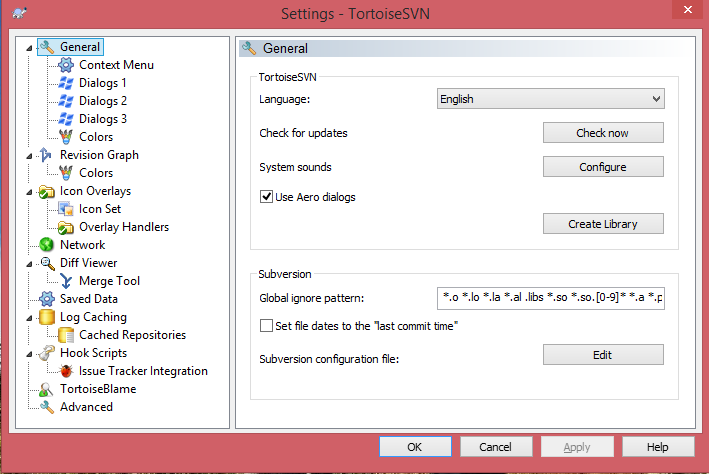 Settings - TortoiseSVN
General
Context Menu
Dialogs 1
Dialogs 2
Dialogs 3
Colors
Revision Graph
Colors
Icon Overlays
Icon Set
Overlay Handlers
Network
Diff Viewer
Merge Tool
Saved Data
Log Caching
Cached Repositories
Hook Scripts
Issue Tracker Integration
TortoiseBlame
Advanced
General
TortoiseSVN
Language: English
Check for updates Check now
System sounds Configure
Use Aero dialogs
Create Library
Subversion
Global ignore pattern: *.o *.lo *.la *.al .libs *.so *.so.[0-9]* *.a *.p
Set file dates to the "last commit time"
Subversion configuration file: Edit
OK Cancel Apply Help